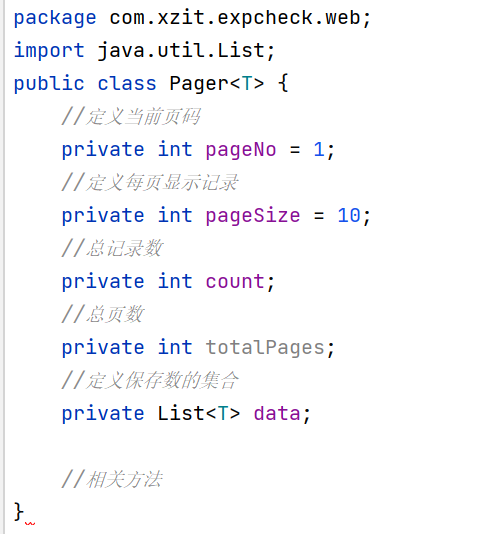 package com.xzit.expcheck.web;
import java.util.List;
public class Pager<T> {
    //定义当前页码
    private int pageNo = 1;
    //定义每页显示记录
    private int pageSize = 10;
    //总记录数
    private int count;
    //总页数
    private int totalPages;
    //定义保存数的集合
    private List<T> data;
    //相关方法
}